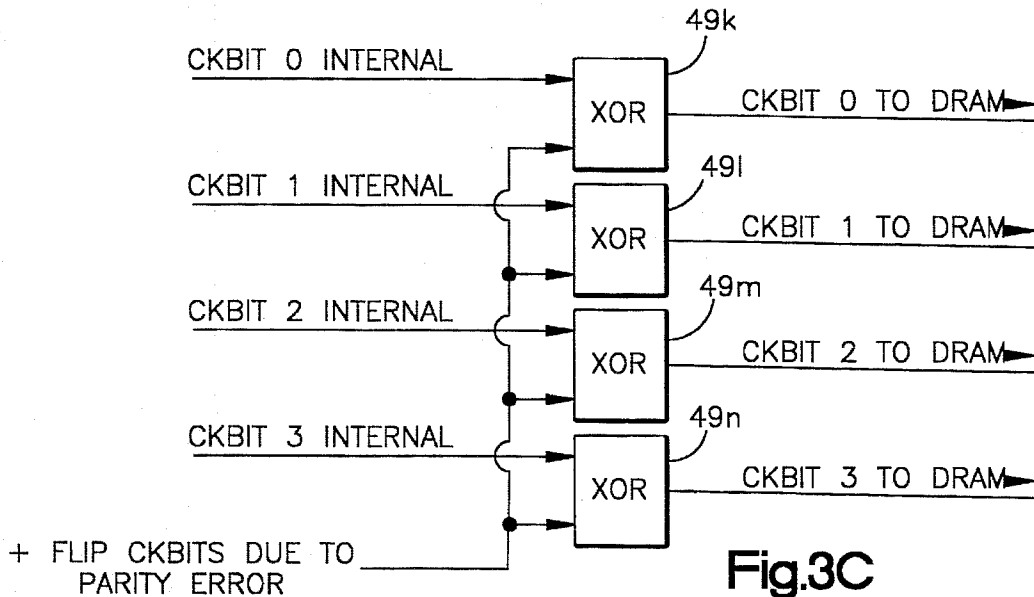 49k
CKBIT 0 INTERNAL
XOR
CKBIT 0 TO DRAM
49l
CKBIT 1 INTERNAL
XOR
CKBIT 1 TO DRAM
49m
CKBIT 2 INTERNAL
XOR
CKBIT 2 TO DRAM
49n
CKBIT 3 INTERNAL
XOR
CKBIT 3 TO DRAM
+ FLIP CKBITS DUE TO
PARITY ERROR
Fig.3C